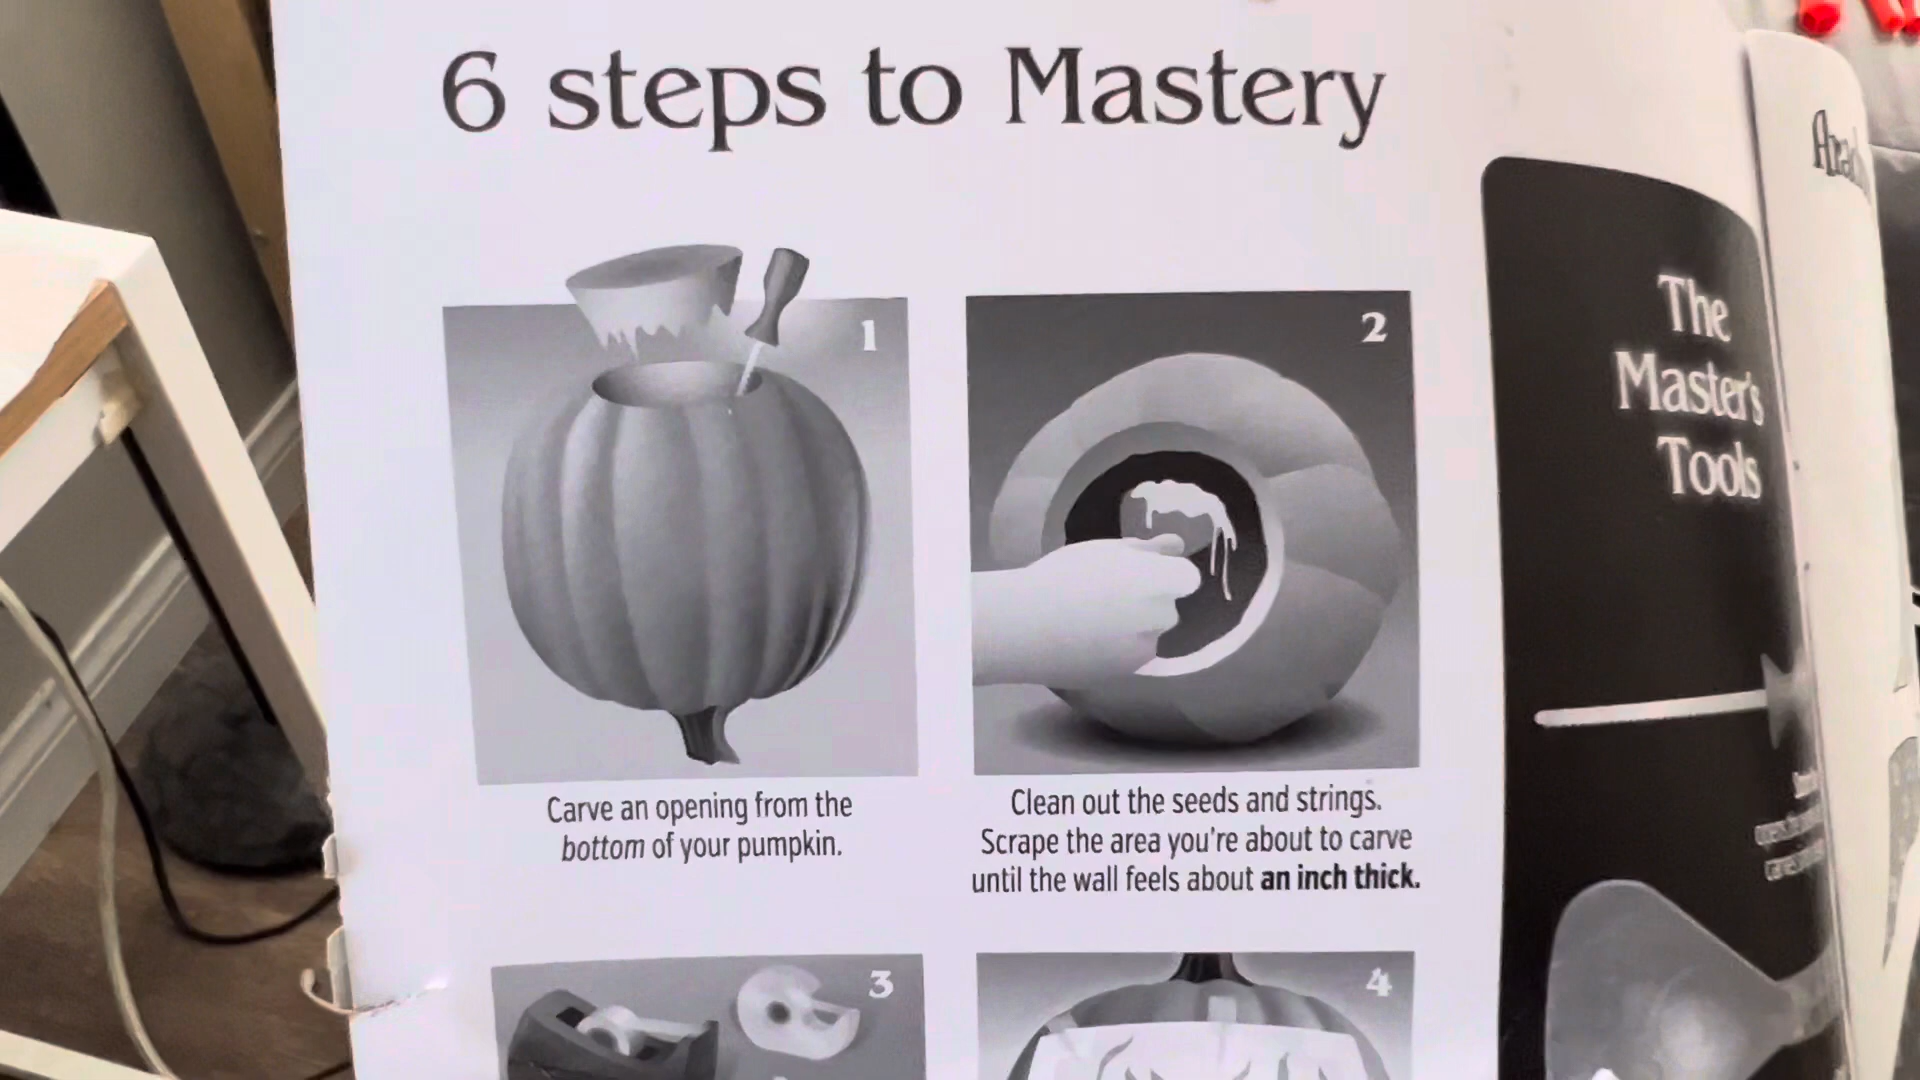 6 steps to Mastery
1
2
Carve an opening from the
bottom of your pumpkin.
Clean out the seeds and strings.
Scrape the area you're about to carve
until the wall feels about an inch thick.
3
4
The
Master's
Tools